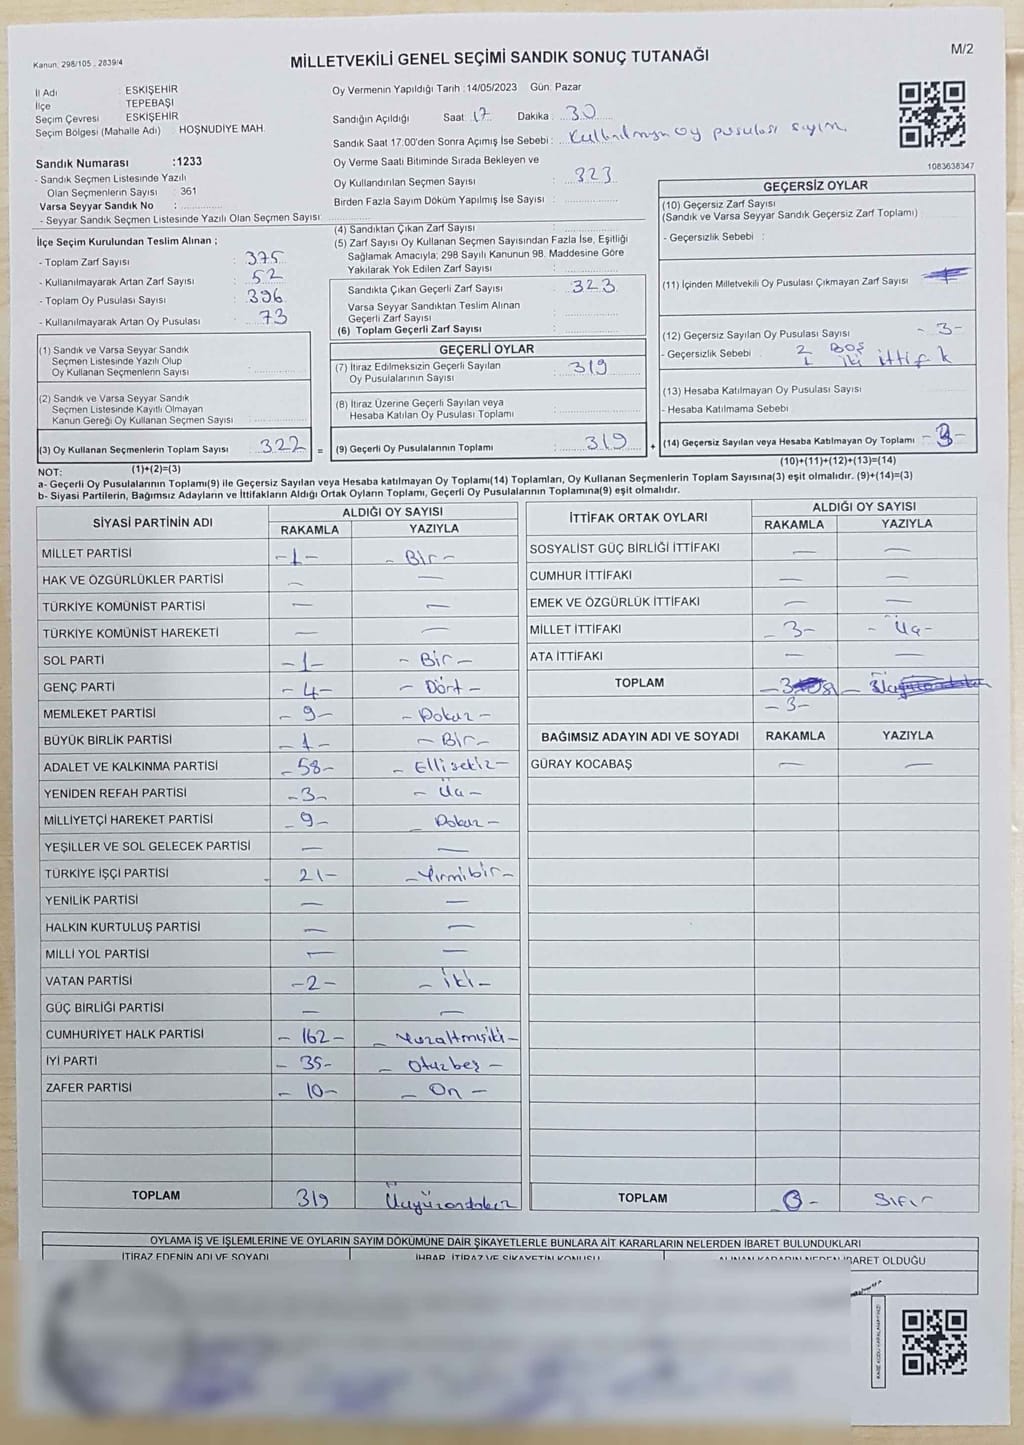 Kanun: 298/105 , 2839/4
MİLLETVEKİLİ GENEL SEÇİMİ SANDIK SONUÇ TUTANAĞI
M/2
İl Adı : ESKİŞEHİR
İlçe : TEPEBAŞI
Seçim Çevresi : ESKİŞEHİR
Seçim Bölgesi (Mahalle Adı) : HOŞNUDİYE MAH.
Sandık Numarası :1233
- Sandık Seçmen Listesinde Yazılı
Olan Seçmenlerin Sayısı : 361
Varsa Seyyar Sandık No :
- Seyyar Sandık Seçmen Listesinde Yazılı Olan Seçmen Sayısı:
İlçe Seçim Kurulundan Teslim Alınan ;
- Toplam Zarf Sayısı : 375
- Kullanılmayarak Artan Zarf Sayısı : 52
- Toplam Oy Pusulası Sayısı : 396
- Kullanılmayarak Artan Oy Pusulası : 73
(1) Sandık ve Varsa Seyyar Sandık
Seçmen Listesinde Yazılı Olup
Oy Kullanan Seçmenlerin Sayısı :
(2) Sandık ve Varsa Seyyar Sandık
Seçmen Listesinde Kayıtlı Olmayan
Kanun Gereği Oy Kullanan Seçmen Sayısı :
(3) Oy Kullanan Seçmenlerin Toplam Sayısı : 322 =
Oy Vermenin Yapıldığı Tarih :14/05/2023 Gün: Pazar
Sandığın Açıldığı Saat : 17 Dakika : 30
Sandık Saat 17:00'den Sonra Açımış İse Sebebi : Kullanılmayan oy pusulası sayım.
Oy Verme Saati Bitiminde Sırada Bekleyen ve
Oy Kullandırılan Seçmen Sayısı : 323
Birden Fazla Sayım Döküm Yapılmış İse Sayısı :
(4) Sandıktan Çıkan Zarf Sayısı :
(5) Zarf Sayısı Oy Kullanan Seçmen Sayısından Fazla İse, Eşitliği
Sağlamak Amacıyla; 298 Sayılı Kanunun 98. Maddesine Göre
Yakılarak Yok Edilen Zarf Sayısı :
Sandıkta Çıkan Geçerli Zarf Sayısı : 323
Varsa Seyyar Sandıktan Teslim Alınan
Geçerli Zarf Sayısı :
(6) Toplam Geçerli Zarf Sayısı :
GEÇERLİ OYLAR
(7) İtiraz Edilmeksizin Geçerli Sayılan
Oy Pusulalarının Sayısı : 319
(8) İtiraz Üzerine Geçerli Sayılan veya
Hesaba Katılan Oy Pusulası Toplamı :
(9) Geçerli Oy Pusulalarının Toplamı : 319 +
1083638347
GEÇERSİZ OYLAR
(10) Geçersiz Zarf Sayısı
(Sandık ve Varsa Seyyar Sandık Geçersiz Zarf Toplamı)
- Geçersizlik Sebebi :
(11) İçinden Milletvekili Oy Pusulası Çıkmayan Zarf Sayısı
(12) Geçersiz Sayılan Oy Pusulası Sayısı - 3 -
- Geçersizlik Sebebi 2 Boş
1 iki ittifak
(13) Hesaba Katılmayan Oy Pusulası Sayısı
- Hesaba Katılmama Sebebi
(14) Geçersiz Sayılan veya Hesaba Katılmayan Oy Toplamı - 3 -
NOT: (1)+(2)=(3)
(10)+(11)+(12)+(13)=(14)
a- Geçerli Oy Pusulalarının Toplamı(9) ile Geçersiz Sayılan veya Hesaba katılmayan Oy Toplamı(14) Toplamları, Oy Kullanan Seçmenlerin Toplam Sayısına(3) eşit olmalıdır. (9)+(14)=(3)
b- Siyasi Partilerin, Bağımsız Adayların ve İttifakların Aldığı Ortak Oyların Toplamı, Geçerli Oy Pusulalarının Toplamına(9) eşit olmalıdır.
SİYASİ PARTİNİN ADI ALDIĞI OY SAYISI
RAKAMLA YAZIYLA
MİLLET PARTİSİ -1- - Bir -
HAK VE ÖZGÜRLÜKLER PARTİSİ — —
TÜRKİYE KOMÜNİST PARTİSİ — —
TÜRKİYE KOMÜNİST HAREKETİ — —
SOL PARTİ -1- - Bir -
GENÇ PARTİ - 4 - - Dört -
MEMLEKET PARTİSİ - 9 - - Dokuz -
BÜYÜK BİRLİK PARTİSİ - 1 - - Bir -
ADALET VE KALKINMA PARTİSİ - 58 - - Ellisekiz -
YENİDEN REFAH PARTİSİ - 3 - - Üç -
MİLLİYETÇİ HAREKET PARTİSİ - 9 - - Dokuz -
YEŞİLLER VE SOL GELECEK PARTİSİ — —
TÜRKİYE İŞÇİ PARTİSİ - 21 - - Yirmibir -
YENİLİK PARTİSİ — —
HALKIN KURTULUŞ PARTİSİ — —
MİLLİ YOL PARTİSİ — —
VATAN PARTİSİ - 2 - - İki -
GÜÇ BİRLİĞİ PARTİSİ — —
CUMHURİYET HALK PARTİSİ - 162 - - Yüzaltmışiki -
İYİ PARTİ - 35 - - Otuzbeş -
ZAFER PARTİSİ - 10 - - On -
TOPLAM 319 Üçyüzondokuz
İTTİFAK ORTAK OYLARI ALDIĞI OY SAYISI
RAKAMLA YAZIYLA
SOSYALİST GÜÇ BİRLİĞİ İTTİFAKI — —
CUMHUR İTTİFAKI — —
EMEK VE ÖZGÜRLÜK İTTİFAKI — —
MİLLET İTTİFAKI - 3 - - Üç -
ATA İTTİFAKI — —
TOPLAM
- 3 -
BAĞIMSIZ ADAYIN ADI VE SOYADI RAKAMLA YAZIYLA
GÜRAY KOCABAŞ — —
TOPLAM - 0 - SIFIR
OYLAMA İŞ VE İŞLEMLERİNE VE OYLARIN SAYIM DÖKÜMÜNE DAİR ŞİKAYETLERLE BUNLARA AİT KARARLARIN NELERDEN İBARET BULUNDUKLARI
İTİRAZ EDENİN ADI VE SOYADI İHBAR, İTİRAZ VE ŞİKAYETİN KONUSU ALINAN KARARIN NEDEN İBARET OLDUĞU